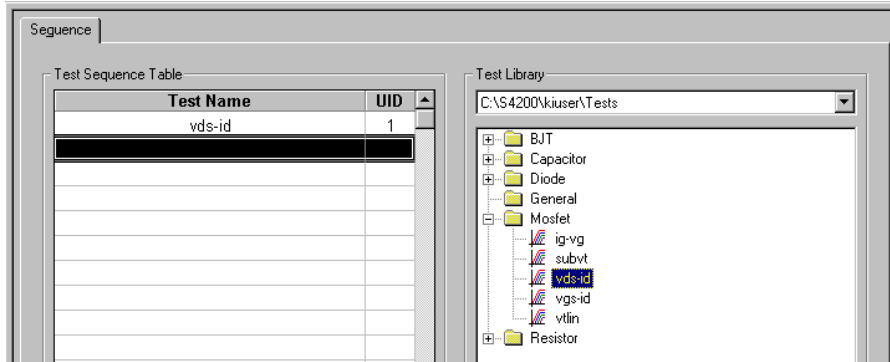 Sequence
Test Sequence Table
Test Name UID
vds-id 1
Test Library
C:\S4200\kiuser\Tests
BJT
Capacitor
Diode
General
Mosfet
ig-vg
subvt
vds-id
vgs-id
vtlin
Resistor